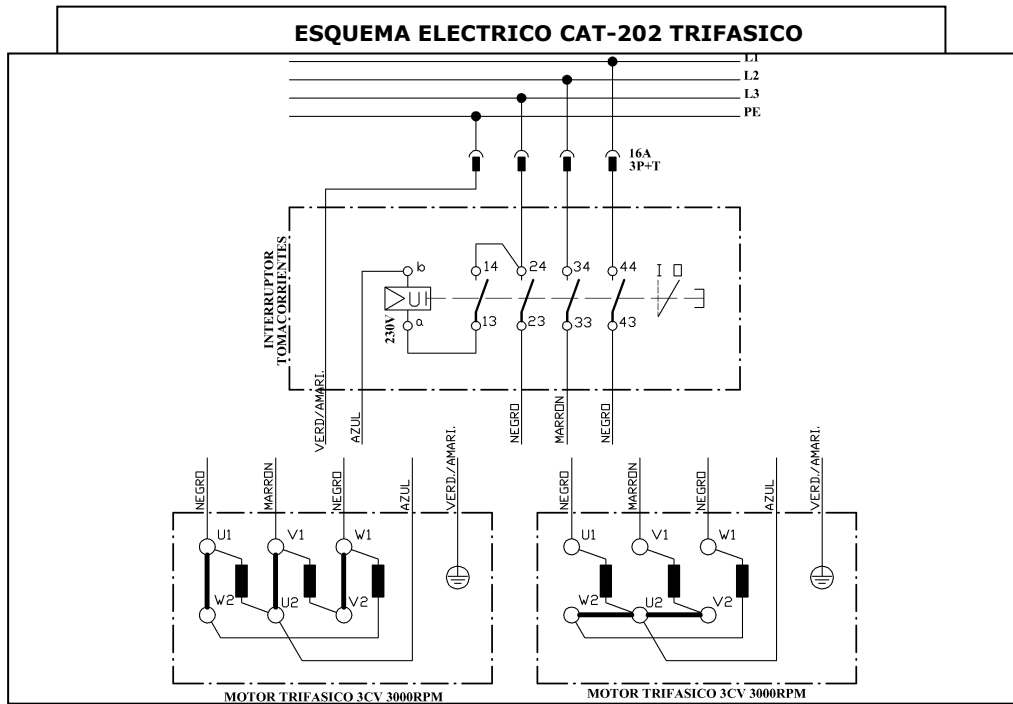 ESQUEMA ELECTRICO CAT-202 TRIFASICO
L1
L2
L3
PE
16A
3P+T
INTERRUPTOR
TOMACORRIENTES
b
14
24
34
44
I O
U
230V
a
13
23
33
43
VERD/AMARI.
AZUL
NEGRO
MARRON
NEGRO
NEGRO
MARRON
NEGRO
AZUL
VERD./AMARI.
U1
V1
W1
W2
U2
V2
MOTOR TRIFASICO 3CV 3000RPM
NEGRO
MARRON
NEGRO
AZUL
VERD./AMARI.
U1
V1
W1
W2
U2
V2
MOTOR TRIFASICO 3CV 3000RPM